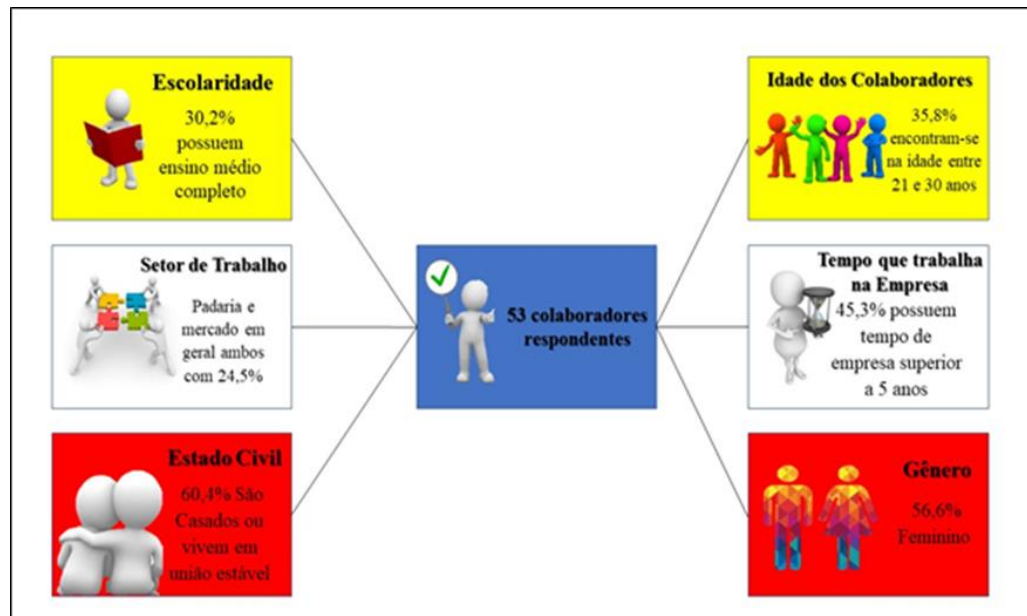 Escolaridade
30,2%
possuem
ensino médio
completo
Setor de Trabalho
Padaria e
mercado em
geral ambos
com 24,5%
Estado Civil
60,4% São
Casados ou
vivem em
união estável
53 colaboradores
respondentes
Idade dos Colaboradores
35,8%
encontram-se
na idade entre
21 e 30 anos
Tempo que trabalha
na Empresa
45,3% possuem
tempo de
empresa superior
a 5 anos
Gênero
56,6%
Feminino